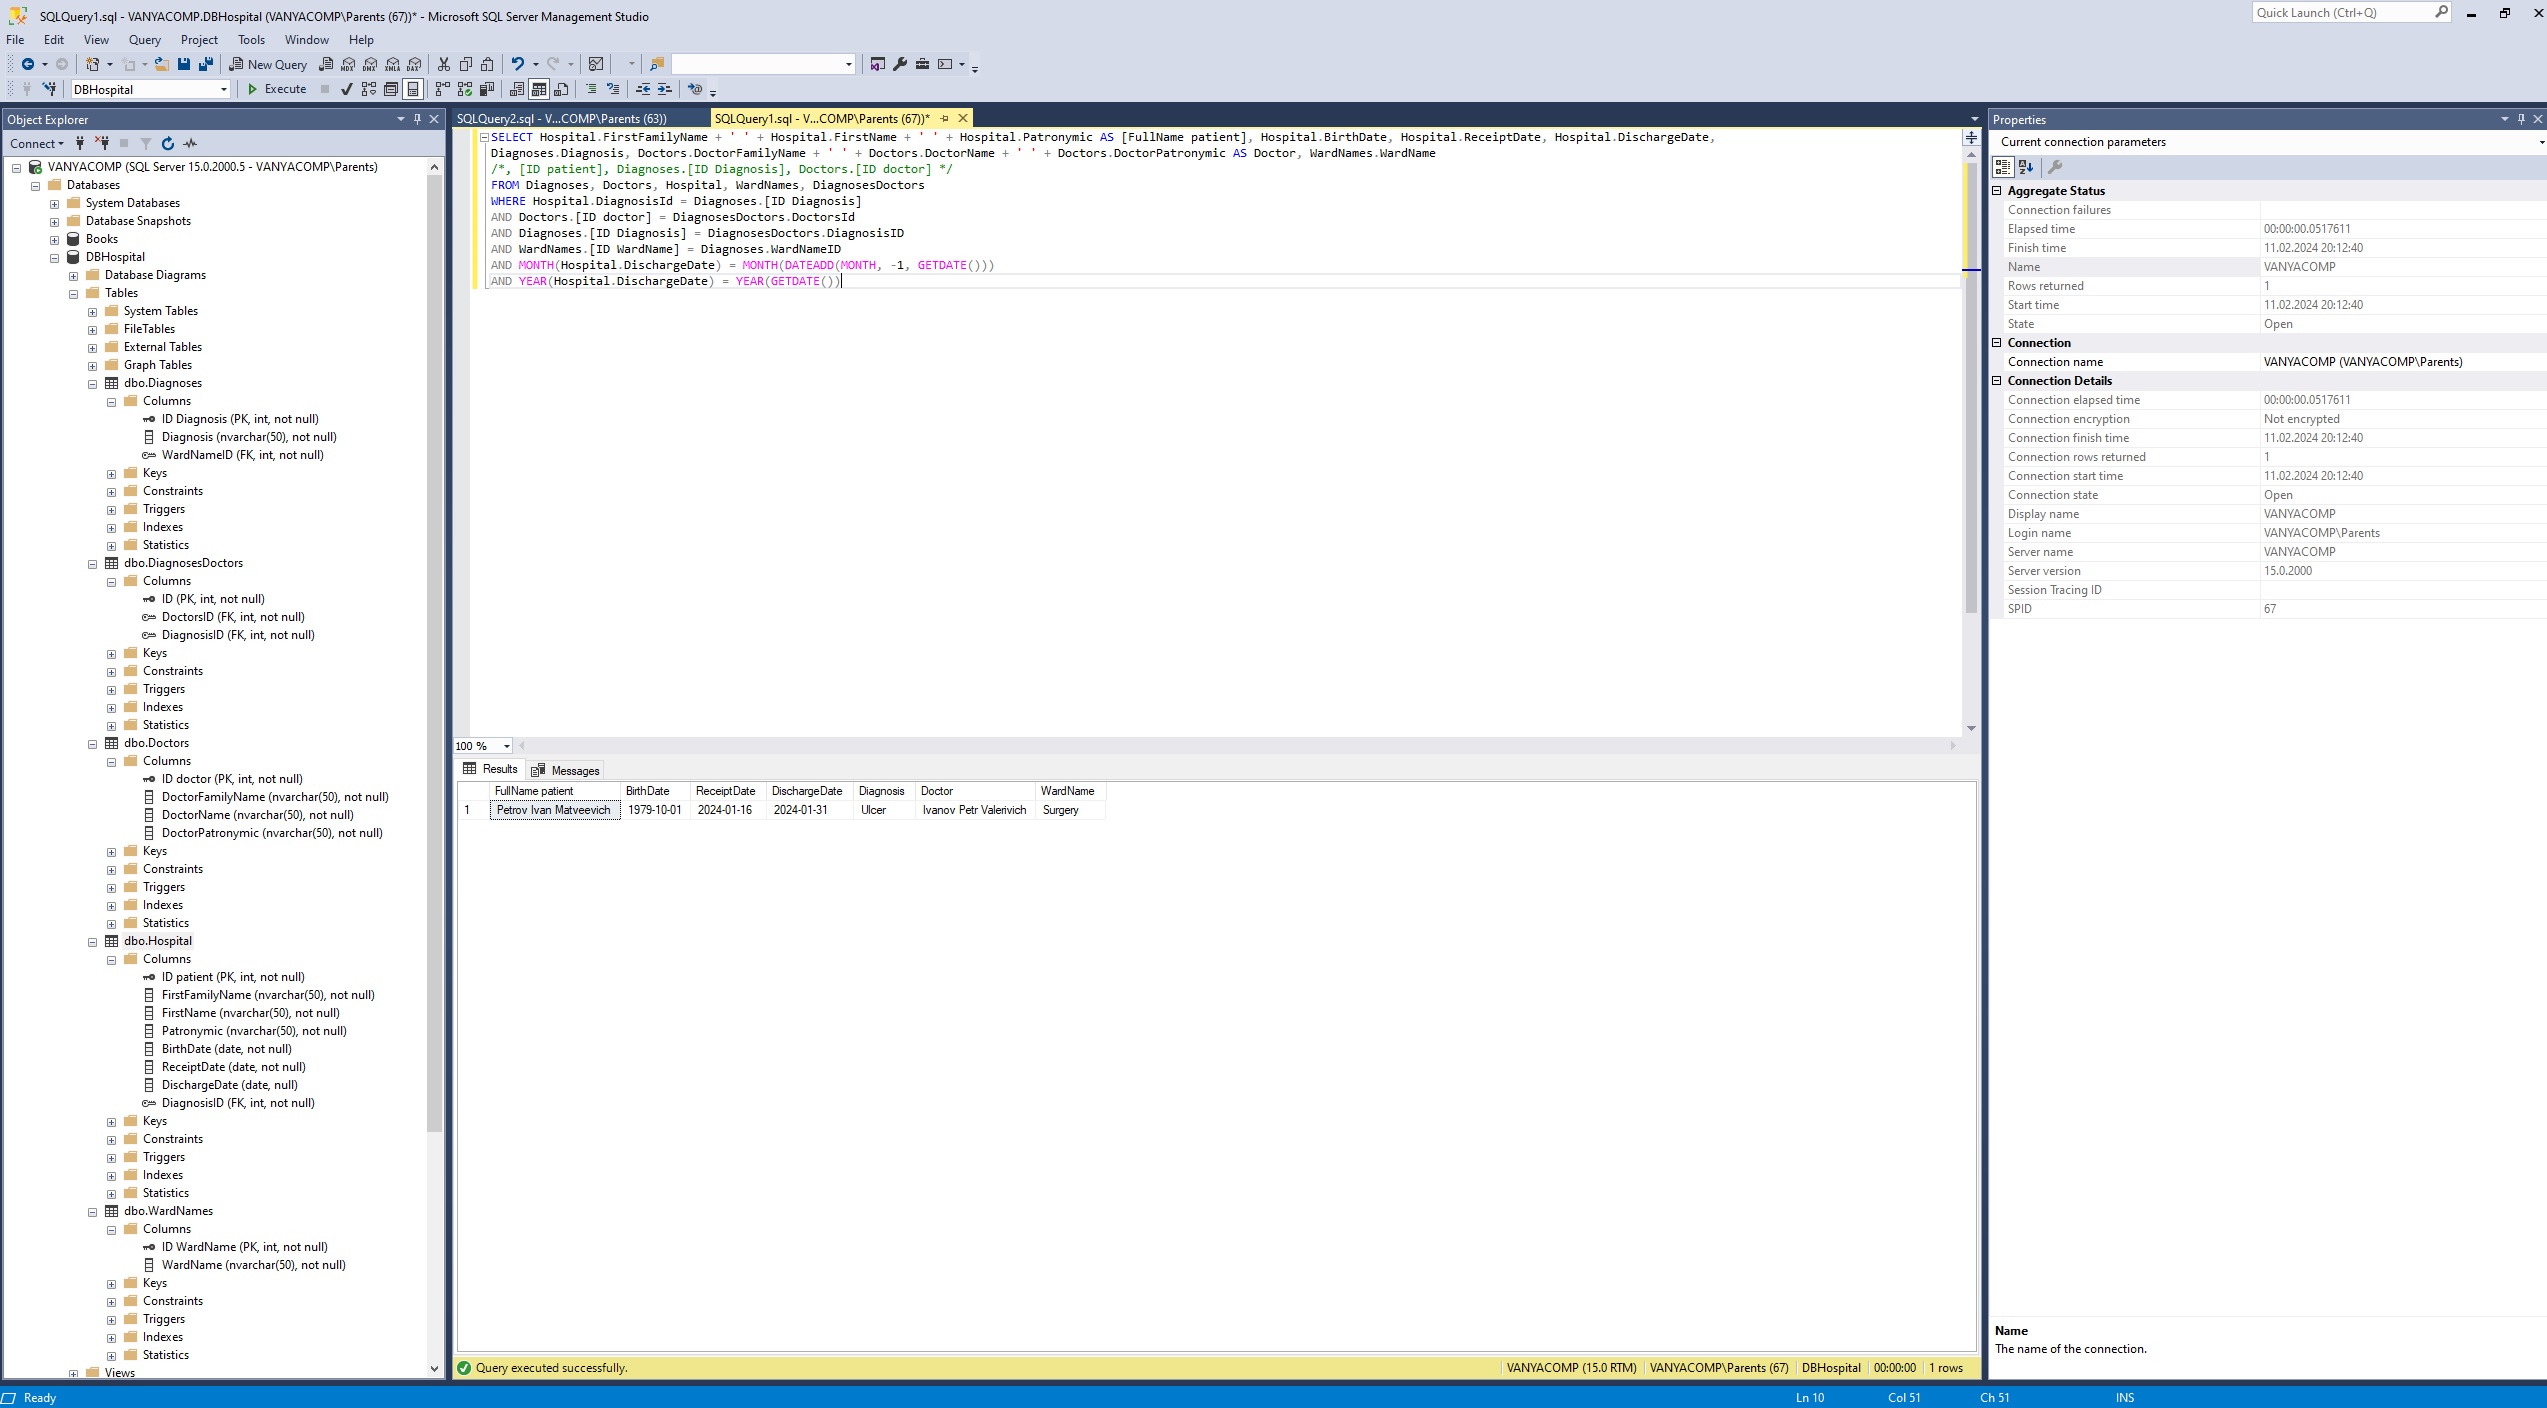 SQLQuery1.sql - VANYACOMP.DBHospital (VANYACOMP\Parents (67))* - Microsoft SQL Server Management Studio
Quick Launch (Ctrl+Q)
File Edit View Query Project Tools Window Help
New Query
DBHospital
Execute
Object Explorer
Connect
VANYACOMP (SQL Server 15.0.2000.5 - VANYACOMP\Parents)
Databases
System Databases
Database Snapshots
Books
DBHospital
Database Diagrams
Tables
System Tables
FileTables
External Tables
Graph Tables
dbo.Diagnoses
Columns
ID Diagnosis (PK, int, not null)
Diagnosis (nvarchar(50), not null)
WardNameID (FK, int, not null)
Keys
Constraints
Triggers
Indexes
Statistics
dbo.DiagnosesDoctors
Columns
ID (PK, int, not null)
DoctorsID (FK, int, not null)
DiagnosisID (FK, int, not null)
Keys
Constraints
Triggers
Indexes
Statistics
dbo.Doctors
Columns
ID doctor (PK, int, not null)
DoctorFamilyName (nvarchar(50), not null)
DoctorName (nvarchar(50), not null)
DoctorPatronymic (nvarchar(50), not null)
Keys
Constraints
Triggers
Indexes
Statistics
dbo.Hospital
Columns
ID patient (PK, int, not null)
FirstFamilyName (nvarchar(50), not null)
FirstName (nvarchar(50), not null)
Patronymic (nvarchar(50), not null)
BirthDate (date, not null)
ReceiptDate (date, not null)
DischargeDate (date, null)
DiagnosisID (FK, int, not null)
Keys
Constraints
Triggers
Indexes
Statistics
dbo.WardNames
Columns
ID WardName (PK, int, not null)
WardName (nvarchar(50), not null)
Keys
Constraints
Triggers
Indexes
Statistics
Views
SQLQuery2.sql - V...COMP\Parents (63))
SQLQuery1.sql - V...COMP\Parents (67))*
SELECT Hospital.FirstFamilyName + ' ' + Hospital.FirstName + ' ' + Hospital.Patronymic AS [FullName patient], Hospital.BirthDate, Hospital.ReceiptDate, Hospital.DischargeDate,
Diagnoses.Diagnosis, Doctors.DoctorFamilyName + ' ' + Doctors.DoctorName + ' ' + Doctors.DoctorPatronymic AS Doctor, WardNames.WardName
/*, [ID patient], Diagnoses.[ID Diagnosis], Doctors.[ID doctor] */
FROM Diagnoses, Doctors, Hospital, WardNames, DiagnosesDoctors
WHERE Hospital.DiagnosisId = Diagnoses.[ID Diagnosis]
AND Doctors.[ID doctor] = DiagnosesDoctors.DoctorsId
AND Diagnoses.[ID Diagnosis] = DiagnosesDoctors.DiagnosisID
AND WardNames.[ID WardName] = Diagnoses.WardNameID
AND MONTH(Hospital.DischargeDate) = MONTH(DATEADD(MONTH, -1, GETDATE()))
AND YEAR(Hospital.DischargeDate) = YEAR(GETDATE())
100 %
Results Messages
FullName patient BirthDate ReceiptDate DischargeDate Diagnosis Doctor WardName
1 Petrov Ivan Matveevich 1979-10-01 2024-01-16 2024-01-31 Ulcer Ivanov Petr Valerivich Surgery
Query executed successfully.
VANYACOMP (15.0 RTM) VANYACOMP\Parents (67) DBHospital 00:00:00 1 rows
Properties
Current connection parameters
Aggregate Status
Connection failures
Elapsed time 00:00:00.0517611
Finish time 11.02.2024 20:12:40
Name VANYACOMP
Rows returned 1
Start time 11.02.2024 20:12:40
State Open
Connection
Connection name VANYACOMP (VANYACOMP\Parents)
Connection Details
Connection elapsed time 00:00:00.0517611
Connection encryption Not encrypted
Connection finish time 11.02.2024 20:12:40
Connection rows returned 1
Connection start time 11.02.2024 20:12:40
Connection state Open
Display name VANYACOMP
Login name VANYACOMP\Parents
Server name VANYACOMP
Server version 15.0.2000
Session Tracing ID
SPID 67
Name
The name of the connection.
Ready
Ln 10 Col 51 Ch 51 INS